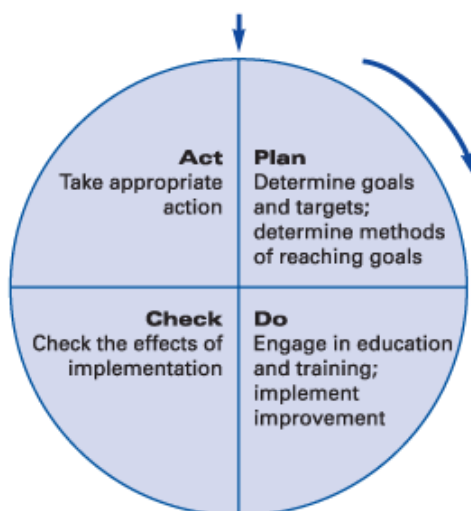 Act
Take appropriate
action
Plan
Determine goals
and targets;
determine methods
of reaching goals
Check
Check the effects of
implementation
Do
Engage in education
and training;
implement
improvement